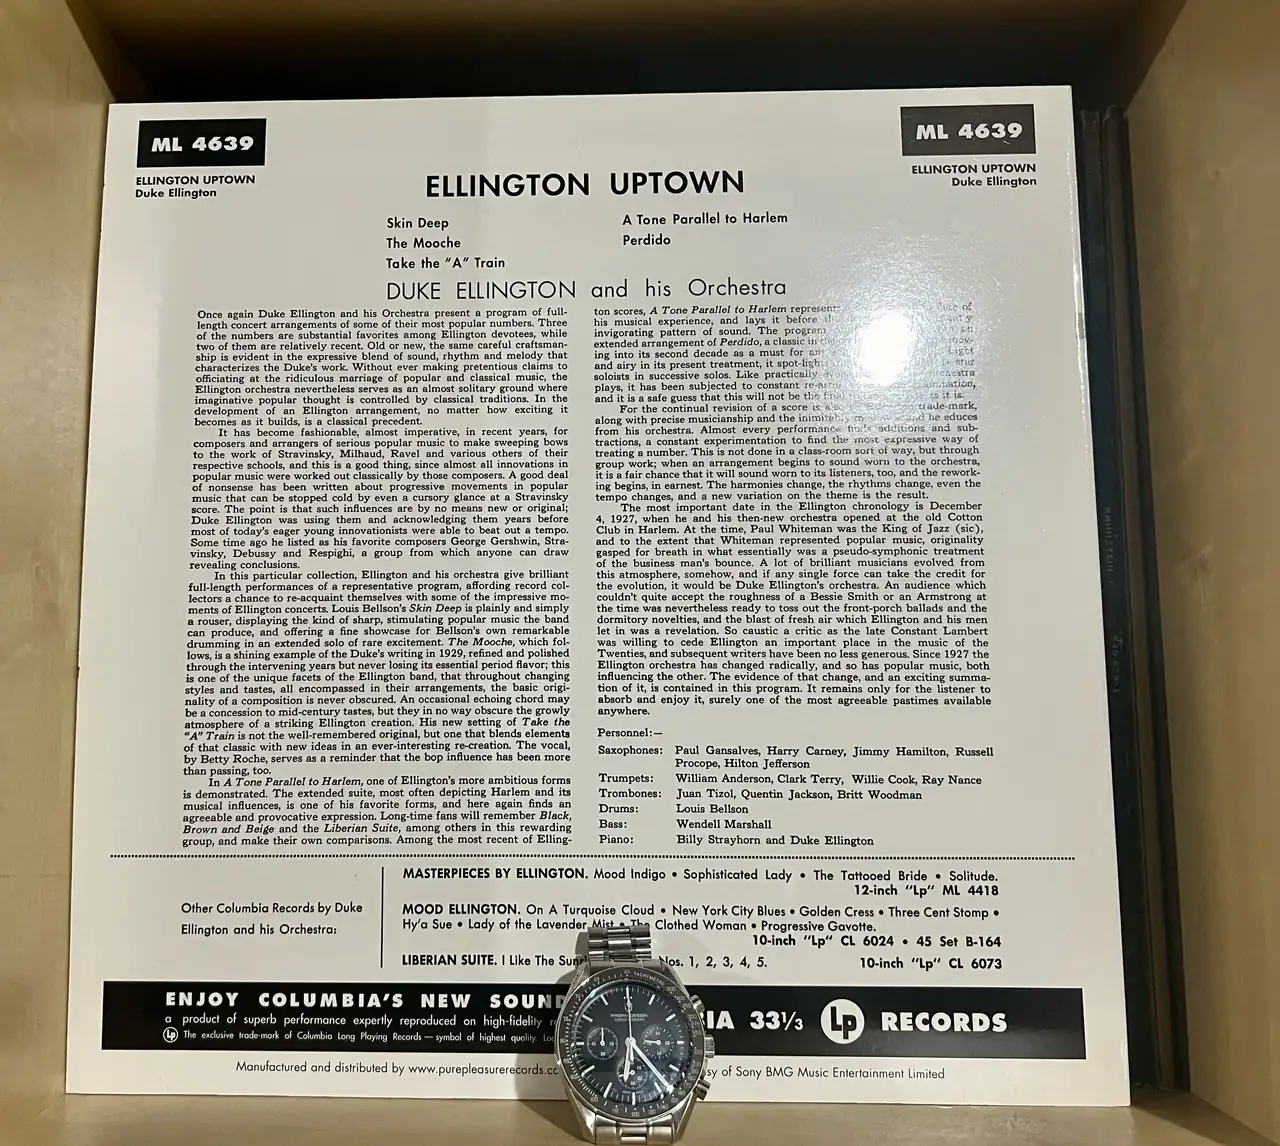 ML 4639
ELLINGTON UPTOWN
Duke Ellington
ML 4639
ELLINGTON UPTOWN
Duke Ellington
ELLINGTON UPTOWN
Skin Deep
The Mooche
Take the "A" Train
A Tone Parallel to Harlem
Perdido
DUKE ELLINGTON and his Orchestra
Once again Duke Ellington and his Orchestra present a program of full-
length concert arrangements of some of their most popular numbers. Three
of the numbers are substantial favorites among Ellington devotees, while
two of them are relatively recent. Old or new, the same careful craftsman-
ship is evident in the expressive blend of sound, rhythm and melody that
characterizes the Duke's work. Without ever making pretentious claims to
officiating at the ridiculous marriage of popular and classical music, the
Ellington orchestra nevertheless serves as an almost solitary ground where
imaginative popular thought is controlled by classical traditions. In the
development of an Ellington arrangement, no matter how exciting it
becomes as it builds, is a classical precedent.
It has become fashionable, almost imperative, in recent years, for
composers and arrangers of serious popular music to make sweeping bows
to the work of Stravinsky, Milhaud, Ravel and various others of their
respective schools, and this is a good thing, since almost all innovations in
popular music were worked out classically by those composers. A good deal
of nonsense has been written about progressive movements in popular
music that can be stopped cold by even a cursory glance at a Stravinsky
score. The point is that such influences are by no means new or original;
Duke Ellington was using them and acknowledging them years before
most of today's eager young innovationists were able to beat out a tempo.
Some time ago he listed as his favorite composers George Gershwin, Stra-
vinsky, Debussy and Respighi, a group from which anyone can draw
revealing conclusions.
In this particular collection, Ellington and his orchestra give brilliant
full-length performances of a representative program, affording record col-
lectors a chance to re-acquaint themselves with some of the impressive mo-
ments of Ellington concerts. Louis Bellson's Skin Deep is plainly and simply
a rouser, displaying the kind of sharp, stimulating popular music the band
can produce, and offering a fine showcase for Bellson's own remarkable
drumming in an extended solo of rare excitement. The Mooche, which fol-
lows, is a shining example of the Duke's writing in 1929, refined and polished
through the intervening years but never losing its essential period flavor; this
is one of the unique facets of the Ellington band, that throughout changing
styles and tastes, all encompassed in their arrangements, the basic origi-
nality of a composition is never obscured. An occasional echoing chord may
be a concession to mid-century tastes, but they in no way obscure the growly
atmosphere of a striking Ellington creation. His new setting of Take the
"A" Train is not the well-remembered original, but one that blends elements
of that classic with new ideas in an ever-interesting re-creation. The vocal,
by Betty Roche, serves as a reminder that the bop influence has been more
than passing, too.
In A Tone Parallel to Harlem, one of Ellington's more ambitious forms
is demonstrated. The extended suite, most often depicting Harlem and its
musical influences, is one of his favorite forms, and here again finds an
agreeable and provocative expression. Long-time fans will remember Black,
Brown and Beige and the Liberian Suite, among others in this rewarding
group, and make their own comparisons. Among the most recent of Elling-
ton scores, A Tone Parallel to Harlem
his musical experience, and lays it before
invigorating pattern of sound. The
extended arrangement of Perdido, a classic in
ing into its second decade as a must for
and airy in its present treatment, it
soloists in successive solos. Like practically
plays, it has been subjected to constant
and it is a safe guess that this will not be the is it is.
For the continual revision of a score is trade-mark,
along with precise musicianship and the he educes
from his orchestra. Almost every performance finds additions and sub-
tractions, a constant experimentation to find the most expressive way of
treating a number. This is not done in a class-room sort of way, but through
group work; when an arrangement begins to sound worn to the orchestra,
it is a fair chance that it will sound worn to its listeners, too, and the rework-
ing begins, in earnest. The harmonies change, the rhythms change, even the
tempo changes, and a new variation on the theme is the result.
The most important date in the Ellington chronology is December
4, 1927, when he and his then-new orchestra opened at the old Cotton
Club in Harlem. At the time, Paul Whiteman was the King of Jazz (sic),
and to the extent that Whiteman represented popular music, originality
gasped for breath in what essentially was a pseudo-symphonic treatment
of the business man's bounce. A lot of brilliant musicians evolved from
this atmosphere, somehow, and if any single force can take the credit for
the evolution, it would be Duke Ellington's orchestra. An audience which
couldn't quite accept the roughness of a Bessie Smith or an Armstrong at
the time was nevertheless ready to toss out the front-porch ballads and the
dormitory novelties, and the blast of fresh air which Ellington and his men
let in was a revelation. So caustic a critic as the late Constant Lambert
was willing to cede Ellington an important place in the music of the
Twenties, and subsequent writers have been no less generous. Since 1927 the
Ellington orchestra has changed radically, and so has popular music, both
influencing the other. The evidence of that change, and an exciting summa-
tion of it, is contained in this program. It remains only for the listener to
absorb and enjoy it, surely one of the most agreeable pastimes available
anywhere.
Personnel:—
Saxophones: Paul Gansalves, Harry Carney, Jimmy Hamilton, Russell
Procope, Hilton Jefferson
Trumpets: William Anderson, Clark Terry, Willie Cook, Ray Nance
Trombones: Juan Tizol, Quentin Jackson, Britt Woodman
Drums: Louis Bellson
Bass: Wendell Marshall
Piano: Billy Strayhorn and Duke Ellington
Other Columbia Records by Duke
Ellington and his Orchestra:
MASTERPIECES BY ELLINGTON. Mood Indigo • Sophisticated Lady • The Tattooed Bride • Solitude.
12-inch "Lp" ML 4418
MOOD ELLINGTON. On A Turquoise Cloud • New York City Blues • Golden Cress • Three Cent Stomp •
Hy'a Sue • Lady of the Lavender Mist • The Clothed Woman • Progressive Gavotte.
10-inch "Lp" CL 6024 • 45 Set B-164
LIBERIAN SUITE. I Like The Nos. 1, 2, 3, 4, 5. 10-inch "Lp" CL 6073
ENJOY COLUMBIA'S NEW SOUND
a product of superb performance expertly reproduced on high-fidelity
Lp The exclusive trade-mark of Columbia Long Playing Records — symbol of highest quality.
33⅓ Lp RECORDS
Manufactured and distributed by www.purepleasurerecords. of Sony BMG Music Entertainment Limited
TACHYMETRE